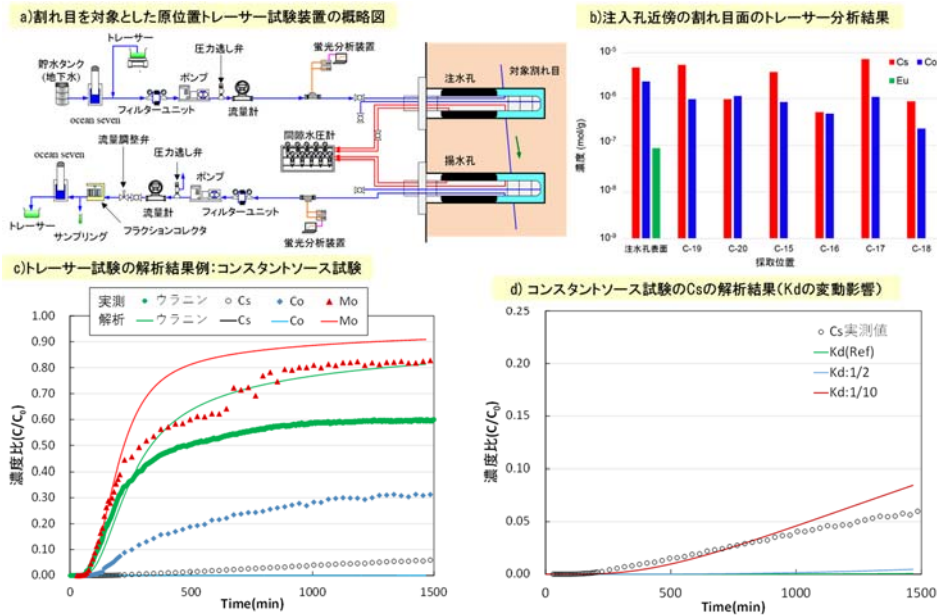 a)割れ目を対象とした原位置トレーサー試験装置の概略図
トレーサー
貯水タンク
(地下水)
圧力逃し弁
ポンプ
蛍光分析装置
注水孔
対象割れ目
フィルターユニット
流量計
ocean seven
間隙水圧計
揚水孔
ocean seven
流量調整弁
圧力逃し弁
ポンプ
流量計
フィルターユニット
トレーサー
サンプリング
フラクションコレクタ
蛍光分析装置
b)注入孔近傍の割れ目面のトレーサー分析結果
濃度 (mol/g)
10-5
10-6
10-7
10-8
10-9
Cs
Co
Eu
注水孔表面 C-19 C-20 C-15 C-16 C-17 C-18
採取位置
c)トレーサー試験の解析結果例:コンスタントソース試験
実測 ウラニン Cs Co Mo
解析 ウラニン Cs Co Mo
濃度比(C/C0)
0.90
0.80
0.70
0.60
0.50
0.40
0.30
0.20
0.10
0.00
0 500 1000 1500
Time(min)
d) コンスタントソース試験のCsの解析結果(Kdの変動影響)
濃度比(C/C0)
0.25
0.20
0.15
0.10
0.05
0.00
Cs実測値
Kd(Ref)
Kd:1/2
Kd:1/10
0 500 1000 1500
Time(min)